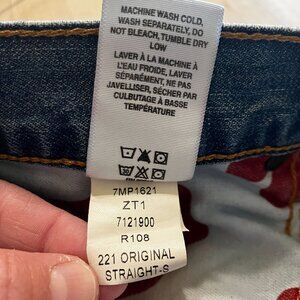 MACHINE WASH COLD,
WASH SEPARATELY, DO
NOT BLEACH, TUMBLE DRY
LOW
LAVER À LA MACHINE À
L'EAU FROIDE, LAVER
SÉPARÉMENT, NE PAS
JAVELLISER, SÉCHER PAR
CULBUTAGE À BASSE
TEMPÉRATURE
7MP1621
ZT1
7121900
R108
221 ORIGINAL
STRAIGHT-S